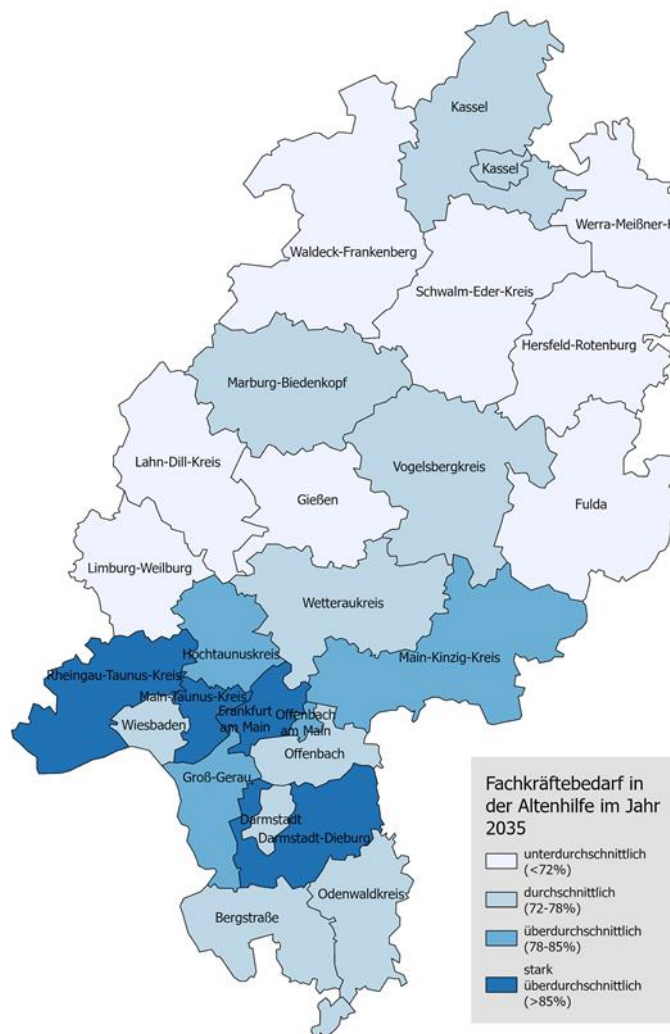 Kassel
Kassel
Werra-Meißner-K
Waldeck-Frankenberg
Schwalm-Eder-Kreis
Hersfeld-Rotenburg
Marburg-Biedenkopf
Lahn-Dill-Kreis
Vogelsbergkreis
Gießen
Fulda
Limburg-Weilburg
Wetteraukreis
Hochtaunuskreis
Main-Kinzig-Kreis
Rheingau-Taunus-Kreis
Main-Taunus-Kreis
Frankfurt
am Main
Offenbach
am Main
Wiesbaden
Offenbach
Groß-Gerau
Darmstadt
Darmstadt-Dieburg
Odenwaldkreis
Bergstraße
Fachkräftebedarf in
der Altenhilfe im Jahr
2035
unterdurchschnittlich
(<72%)
durchschnittlich
(72-78%)
überdurchschnittlich
(78-85%)
stark
überdurchschnittlich
(>85%)